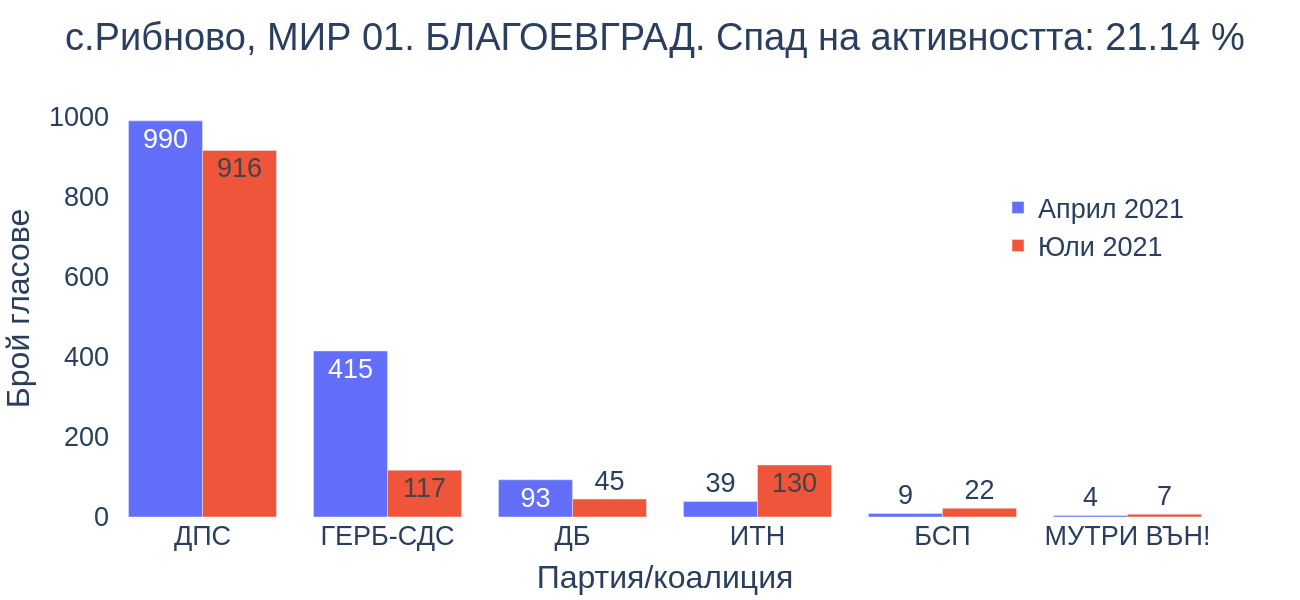 с.Рибново, МИР 01. БЛАГОЕВГРАД. Спад на активността: 21.14 %
Брой гласове
1000
800
600
400
200
0
990
916
415
117
93
45
39
130
9
22
4
7
Април 2021
Юли 2021
ДПС
ГЕРБ-СДС
ДБ
ИТН
БСП
МУТРИ ВЪН!
Партия/коалиция